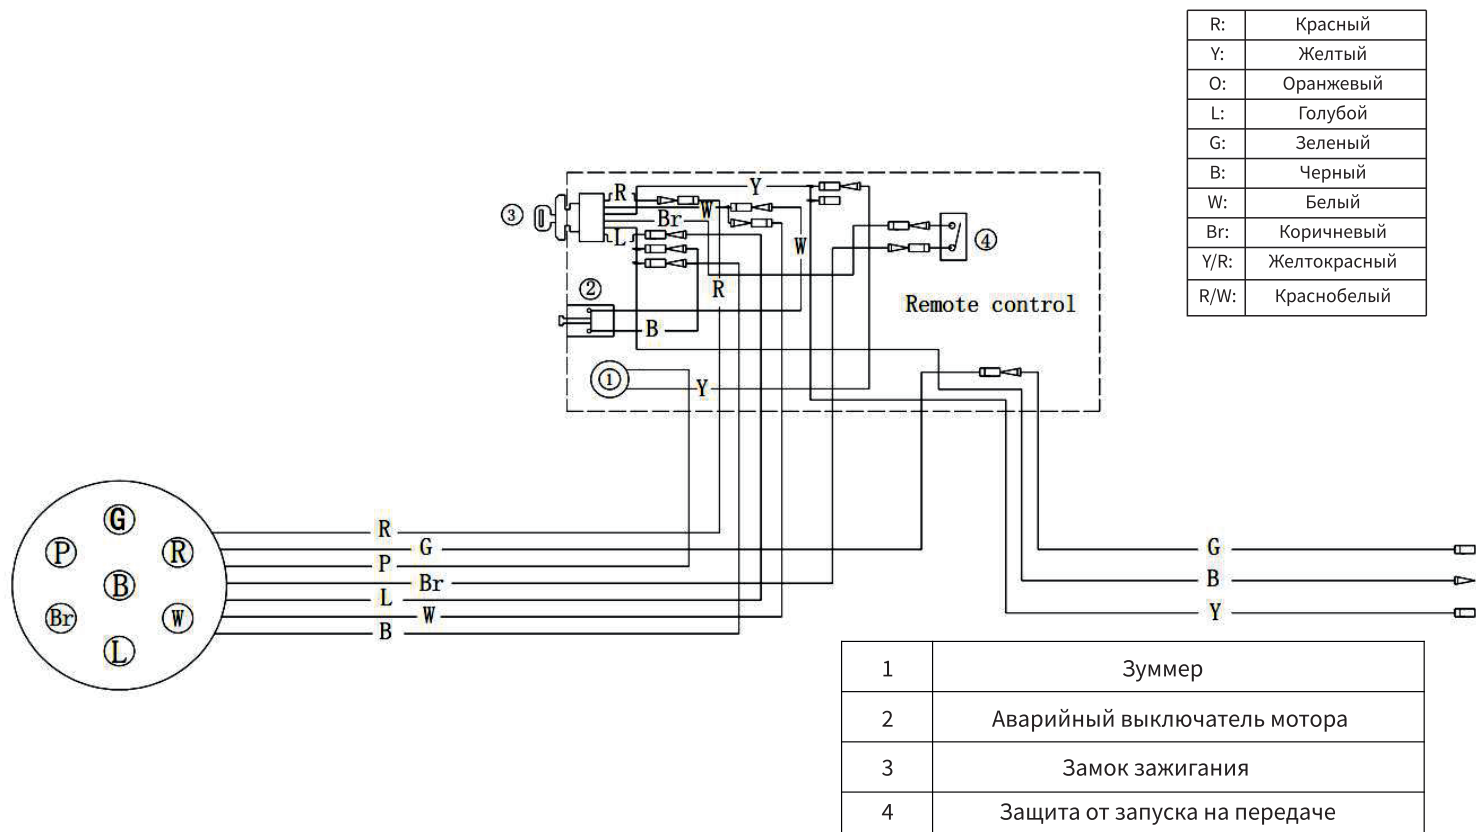 R: Красный
Y: Желтый
O: Оранжевый
L: Голубой
G: Зеленый
B: Черный
W: Белый
Br: Коричневый
Y/R: Желтокрасный
R/W: Краснобелый
R
Y
W
Br
3
L
W
4
2
R
Remote control
B
1
Y
R
G
P
Br
L
W
B
G
P
R
B
Br
W
L
G
B
Y
1 Зуммер
2 Аварийный выключатель мотора
3 Замок зажигания
4 Защита от запуска на передаче